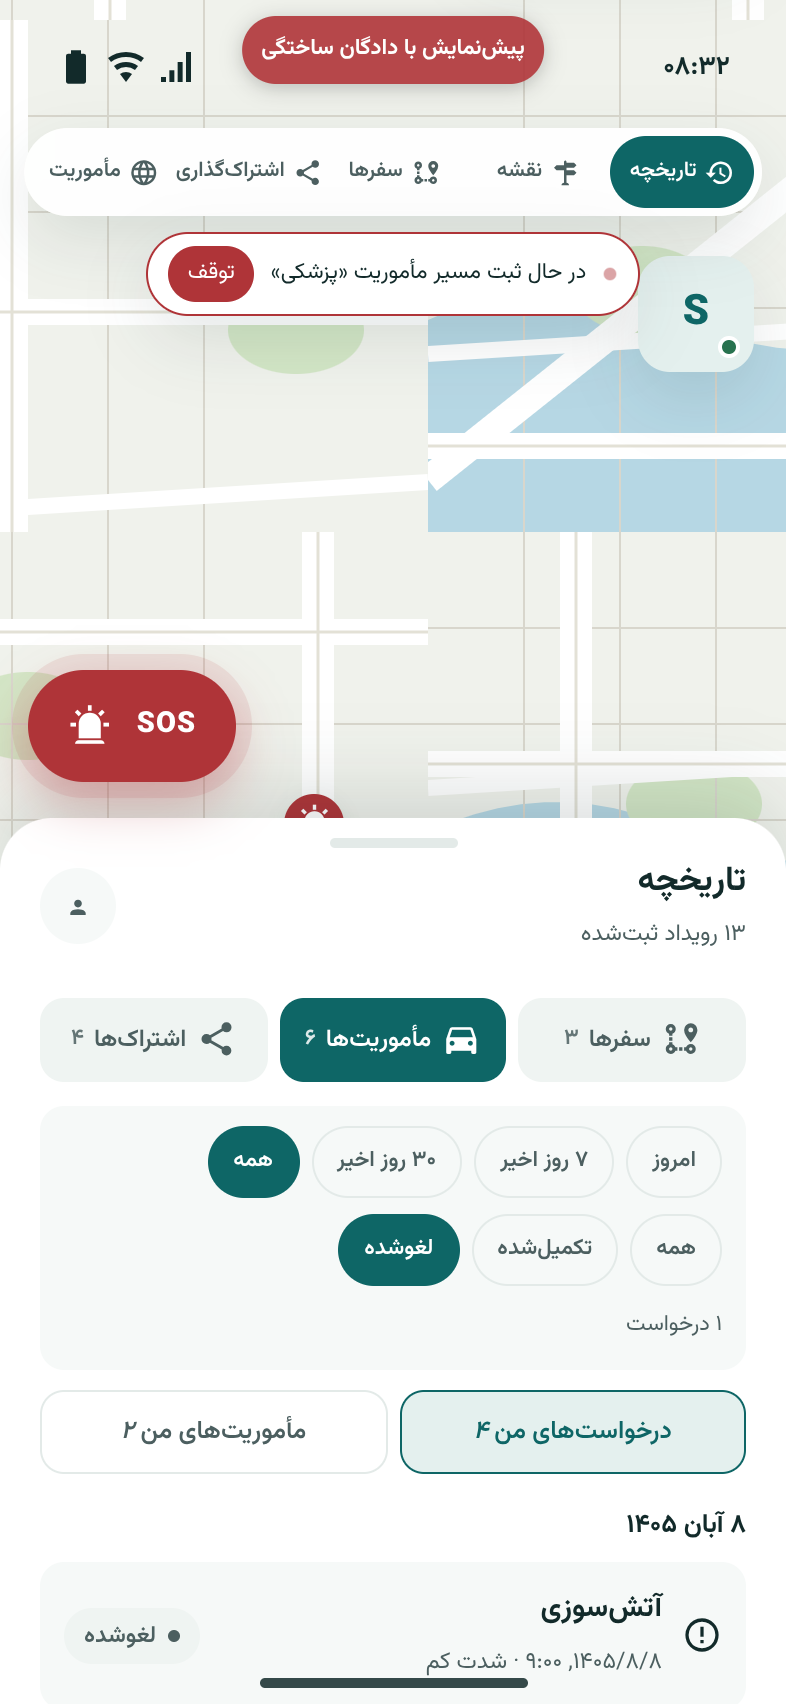 پیش‌نمایش با دادگان ساختگی
۰۸:۳۲
تاریخچه
نقشه
سفرها
اشتراک‌گذاری
مأموریت
در حال ثبت مسیر مأموریت «پزشکی»
توقف
S
SOS
تاریخچه
۱۳ رویداد ثبت‌شده
سفرها ۳
مأموریت‌ها ۶
اشتراک‌ها ۴
امروز
۷ روز اخیر
۳۰ روز اخیر
همه
همه
تکمیل‌شده
لغوشده
۱ درخواست
درخواست‌های من ۴
مأموریت‌های من ۲
۸ آبان ۱۴۰۵
آتش‌سوزی
لغوشده
۱۴۰۵/۸/۸, ۹:۰۰ · شدت کم